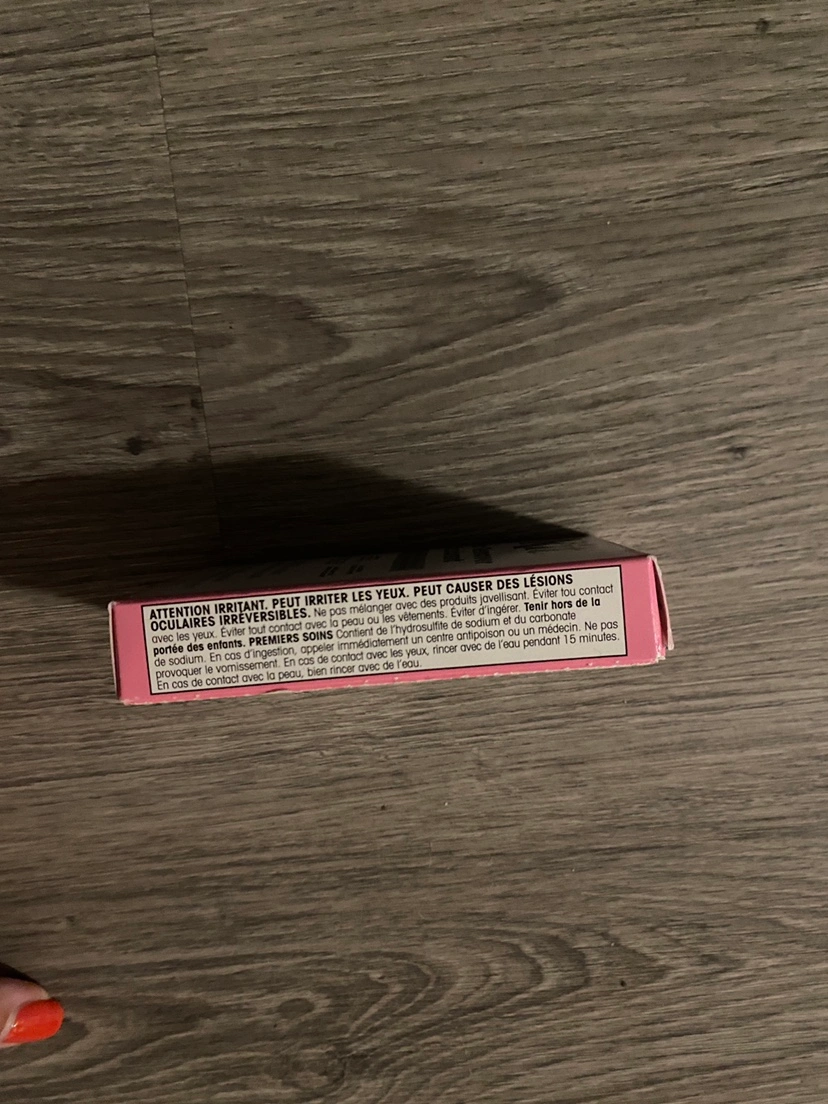 ATTENTION IRRITANT. PEUT IRRITER LES YEUX. PEUT CAUSER DES LÉSIONS
OCULAIRES IRRÉVERSIBLES. Ne pas mélanger avec des produits javellisant. Éviter tou contact
avec les yeux. Éviter tout contact avec la peau ou les vêtements. Éviter d'ingérer. Tenir hors de la
portée des enfants. PREMIERS SOINS Contient de l'hydrosulfite de sodium et du carbonate
de sodium. En cas d'ingestion, appeler immédiatement un centre antipoison ou un médecin. Ne pas
provoquer le vomissement. En cas de contact avec les yeux, rincer avec de l'eau pendant 15 minutes.
En cas de contact avec la peau, bien rincer avec de l'eau.